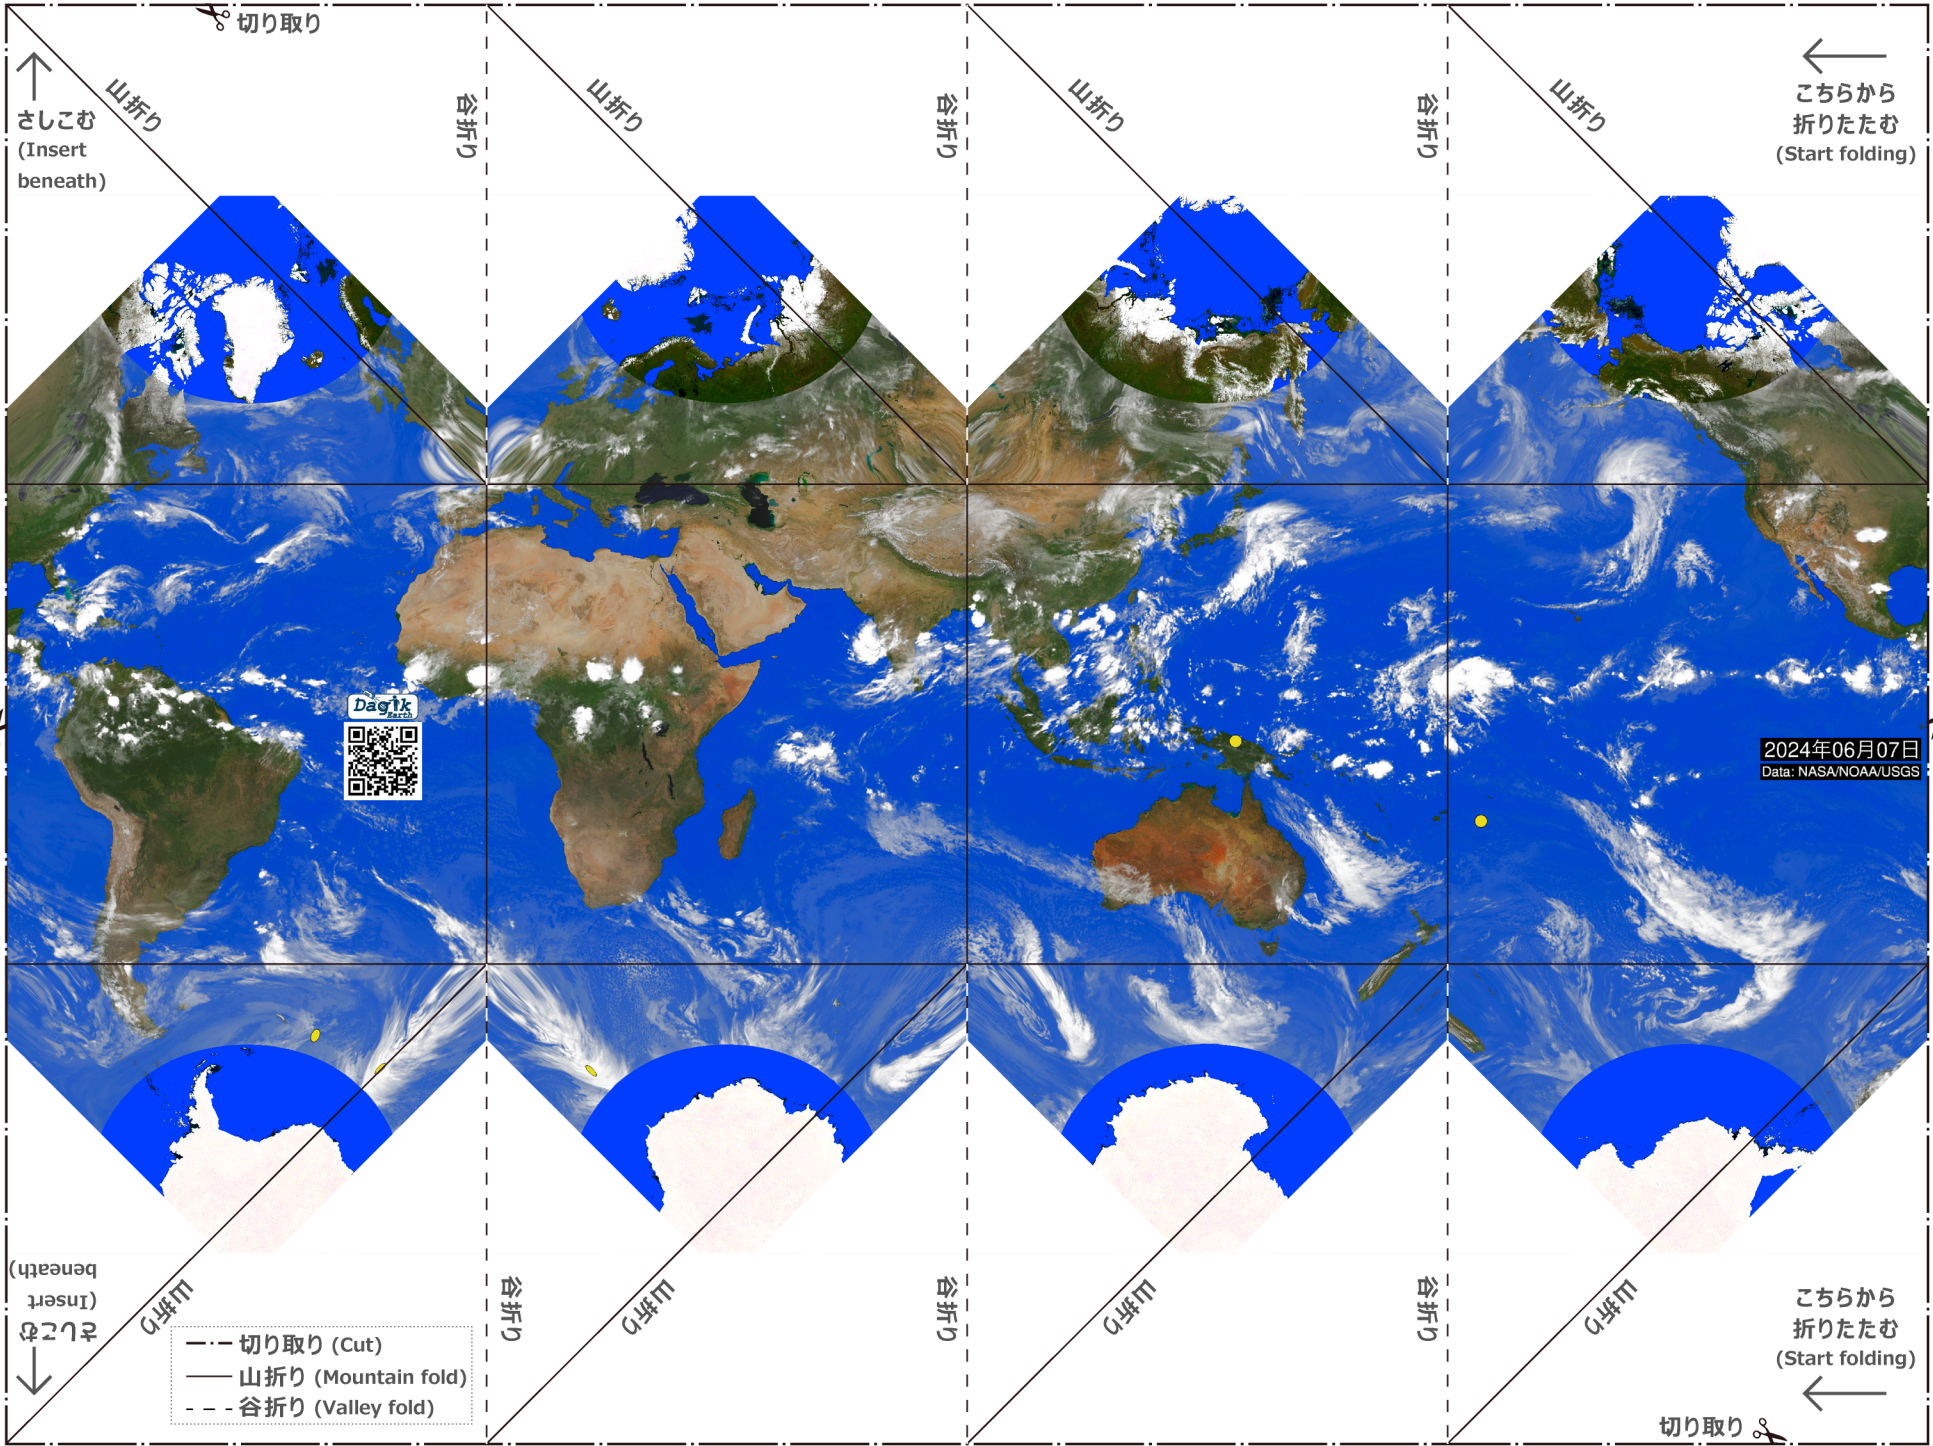 切り取り
山折り
谷折り
山折り
谷折り
山折り
谷折り
山折り
こちらから
折りたたむ
(Start folding)
さしこむ
(Insert
beneath)
Dagik
Earth
2024年06月07日
Data: NASA/NOAA/USGS
さしこむ
(Insert
beneath)
山折り
谷折り
山折り
谷折り
山折り
谷折り
山折り
こちらから
折りたたむ
(Start folding)
切り取り (Cut)
山折り (Mountain fold)
谷折り (Valley fold)
切り取り